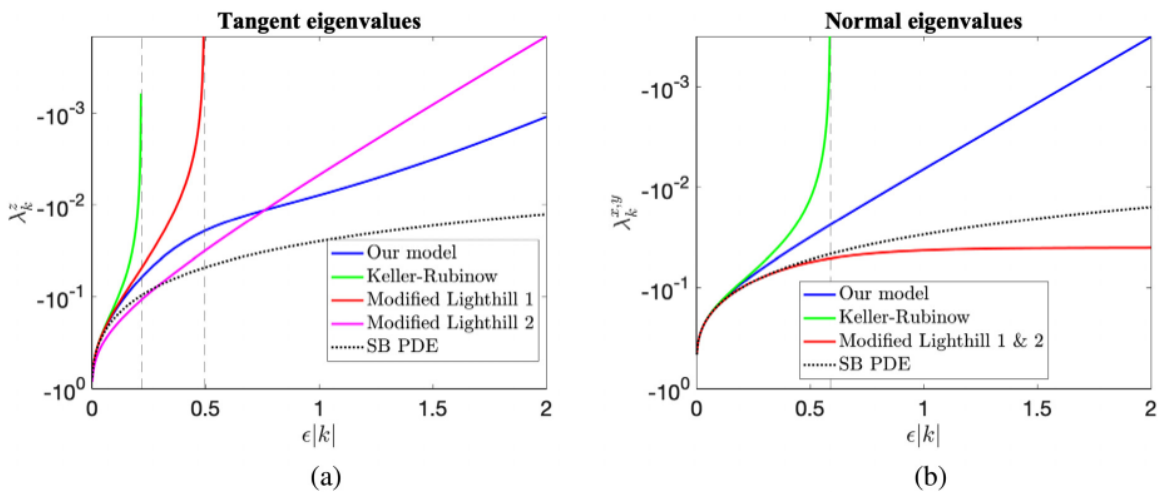 Tangent eigenvalues
-10^-3
-10^-2
-10^-1
-10^0
λ_k^z
Our model
Keller-Rubinow
Modified Lighthill 1
Modified Lighthill 2
SB PDE
0 0.5 1 1.5 2
ϵ|k|
(a)
Normal eigenvalues
-10^-3
-10^-2
-10^-1
-10^0
λ_k^{x,y}
Our model
Keller-Rubinow
Modified Lighthill 1 & 2
SB PDE
0 0.5 1 1.5 2
ϵ|k|
(b)